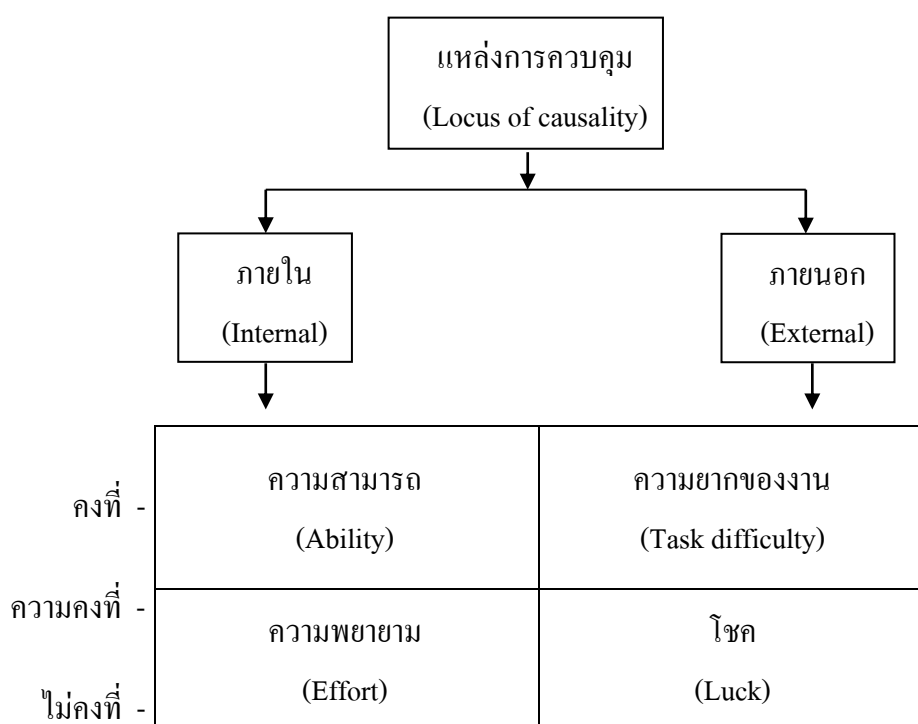 แหล่งการควบคุม
(Locus of causality)
ภายใน
(Internal)
ภายนอก
(External)
คงที่ -
ความสามารถ
(Ability)
ความยากของงาน
(Task difficulty)
ความคงที่ -
ความพยายาม
(Effort)
โชค
(Luck)
ไม่คงที่ -